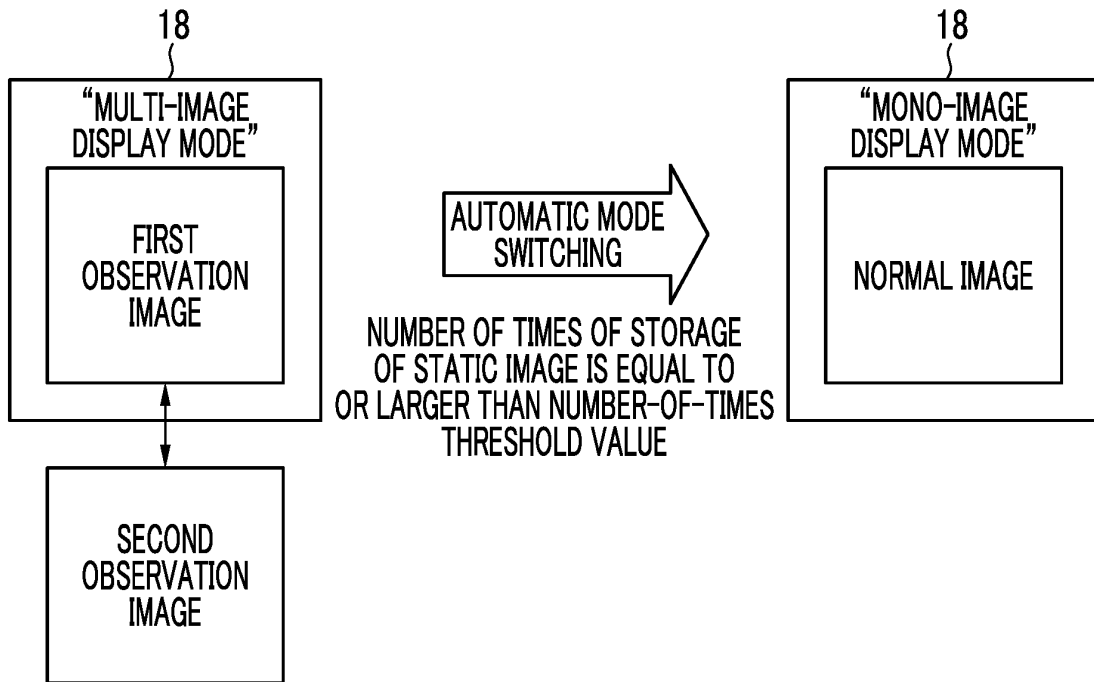 18
“MULTI-IMAGE
DISPLAY MODE”
FIRST
OBSERVATION
IMAGE
SECOND
OBSERVATION
IMAGE
AUTOMATIC MODE
SWITCHING
NUMBER OF TIMES OF STORAGE
OF STATIC IMAGE IS EQUAL TO
OR LARGER THAN NUMBER-OF-TIMES
THRESHOLD VALUE
18
“MONO-IMAGE
DISPLAY MODE”
NORMAL IMAGE